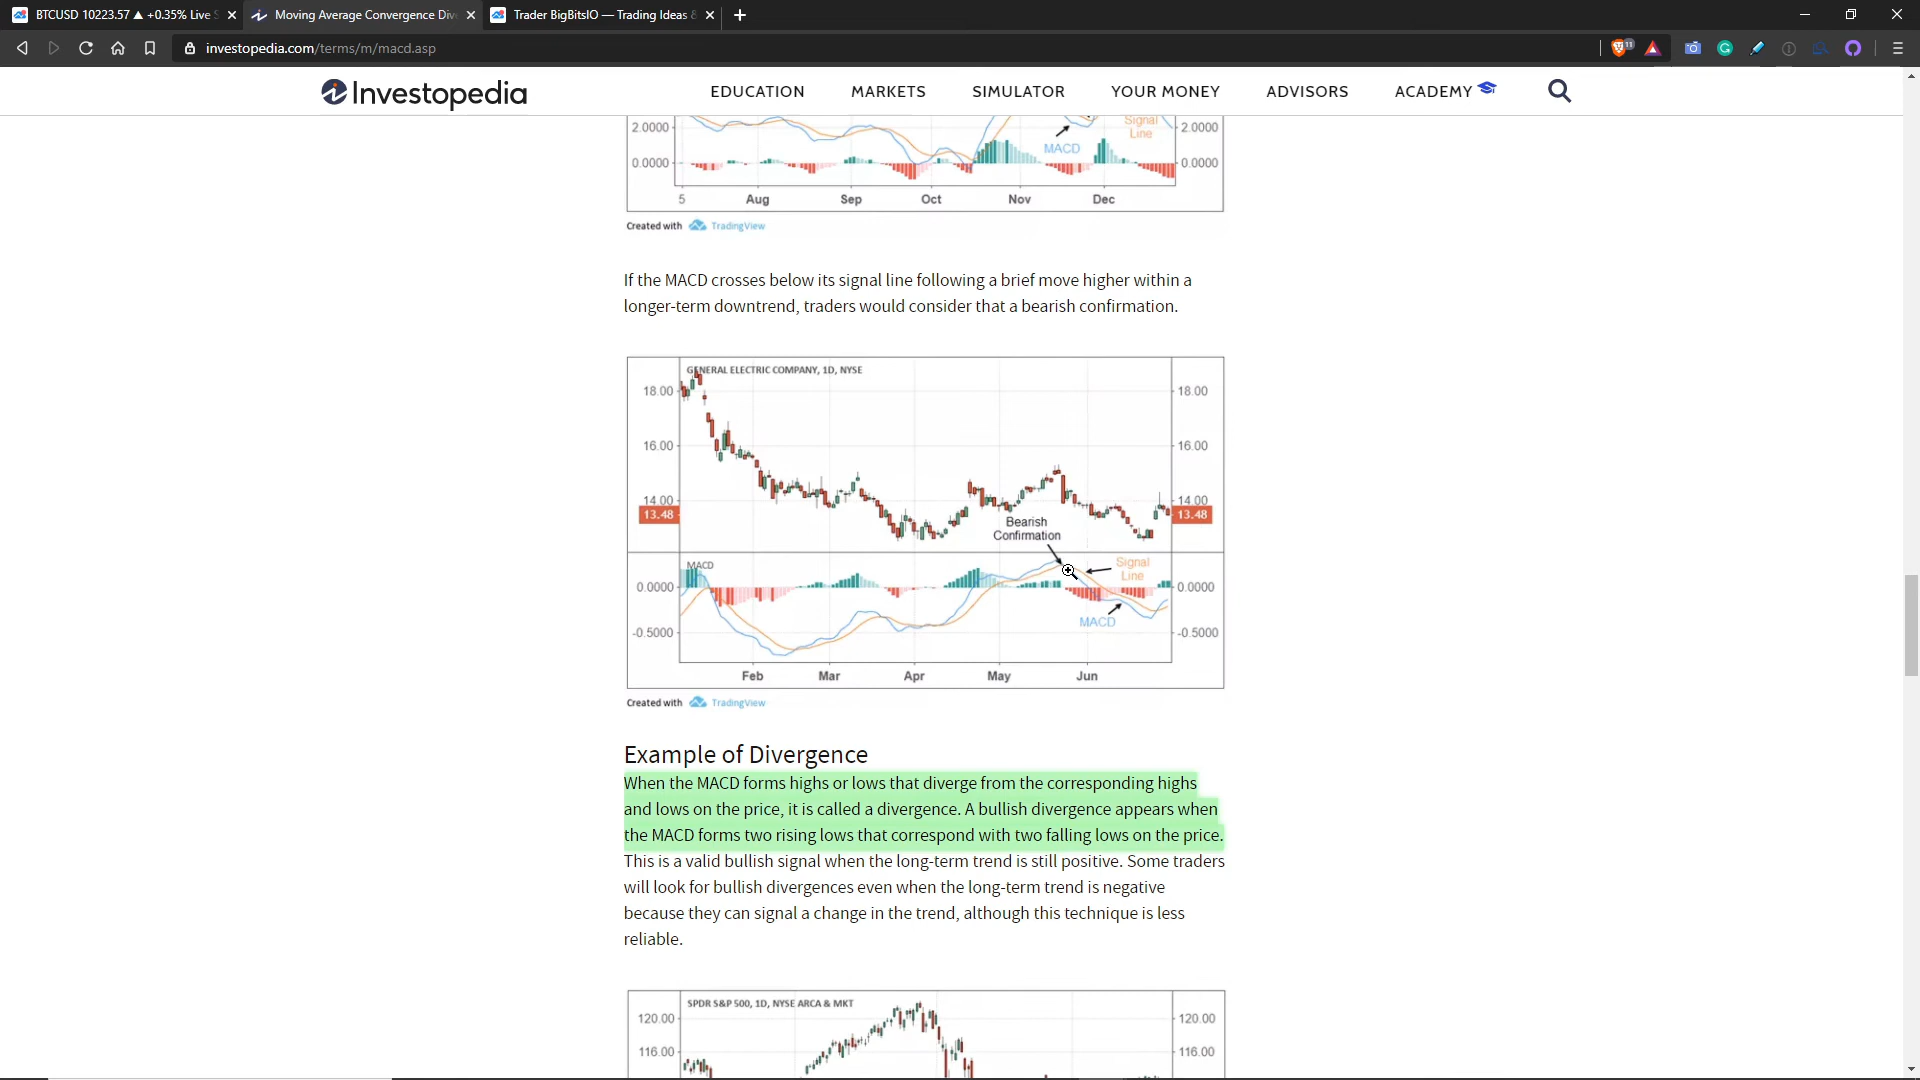 BTCUSD 10223.57 ▲ +0.35% Live S
Moving Average Convergence Div
Trader BigBitsIO — Trading Ideas &
investopedia.com/terms/m/macd.asp
11
Investopedia
EDUCATION
MARKETS
SIMULATOR
YOUR MONEY
ADVISORS
ACADEMY
2.0000
Signal
Line
2.0000
MACD
0.0000
0.0000
5 Aug Sep Oct Nov Dec
Created with TradingView
If the MACD crosses below its signal line following a brief move higher within a
longer-term downtrend, traders would consider that a bearish confirmation.
GENERAL ELECTRIC COMPANY, 1D, NYSE
18.00
18.00
16.00
16.00
14.00
14.00
13.48
13.48
Bearish
Confirmation
MACD
Signal
Line
0.0000
0.0000
MACD
-0.5000
-0.5000
Feb Mar Apr May Jun
Created with TradingView
Example of Divergence
When the MACD forms highs or lows that diverge from the corresponding highs
and lows on the price, it is called a divergence. A bullish divergence appears when
the MACD forms two rising lows that correspond with two falling lows on the price.
This is a valid bullish signal when the long-term trend is still positive. Some traders
will look for bullish divergences even when the long-term trend is negative
because they can signal a change in the trend, although this technique is less
reliable.
SPDR S&P 500, 1D, NYSE ARCA & MKT
120.00
120.00
116.00
116.00